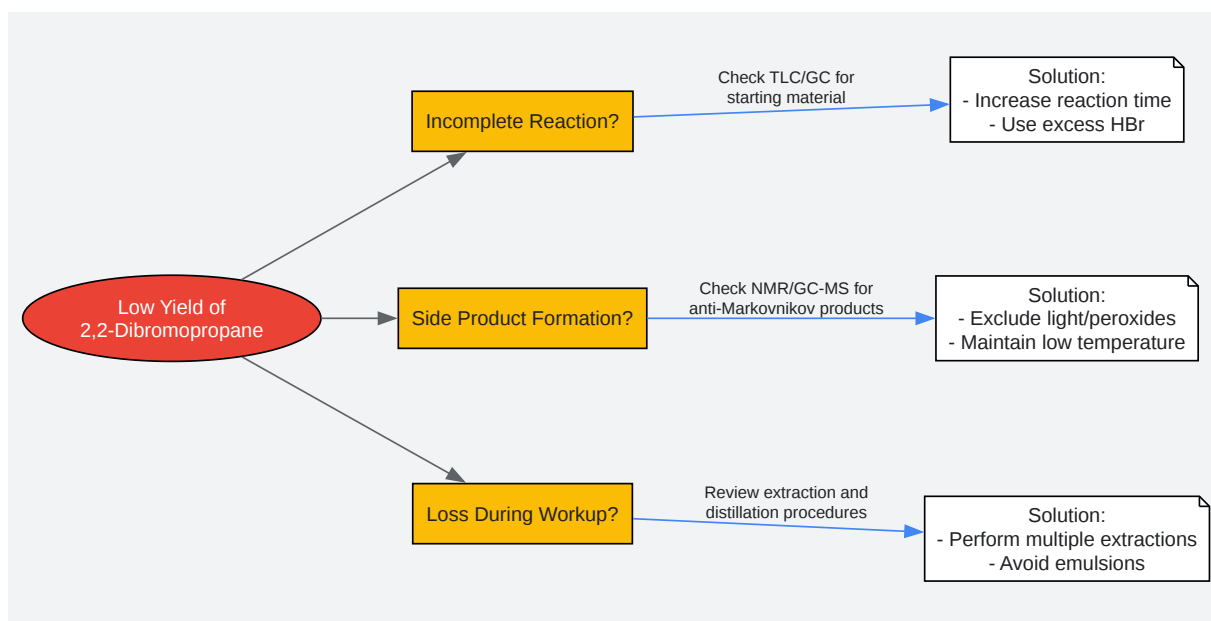 Low Yield of
2,2-Dibromopropane
Incomplete Reaction?
Check TLC/GC for
starting material
Solution:
- Increase reaction time
- Use excess HBr
Side Product Formation?
Check NMR/GC-MS for
anti-Markovnikov products
Solution:
- Exclude light/peroxides
- Maintain low temperature
Loss During Workup?
Review extraction and
distillation procedures
Solution:
- Perform multiple extractions
- Avoid emulsions